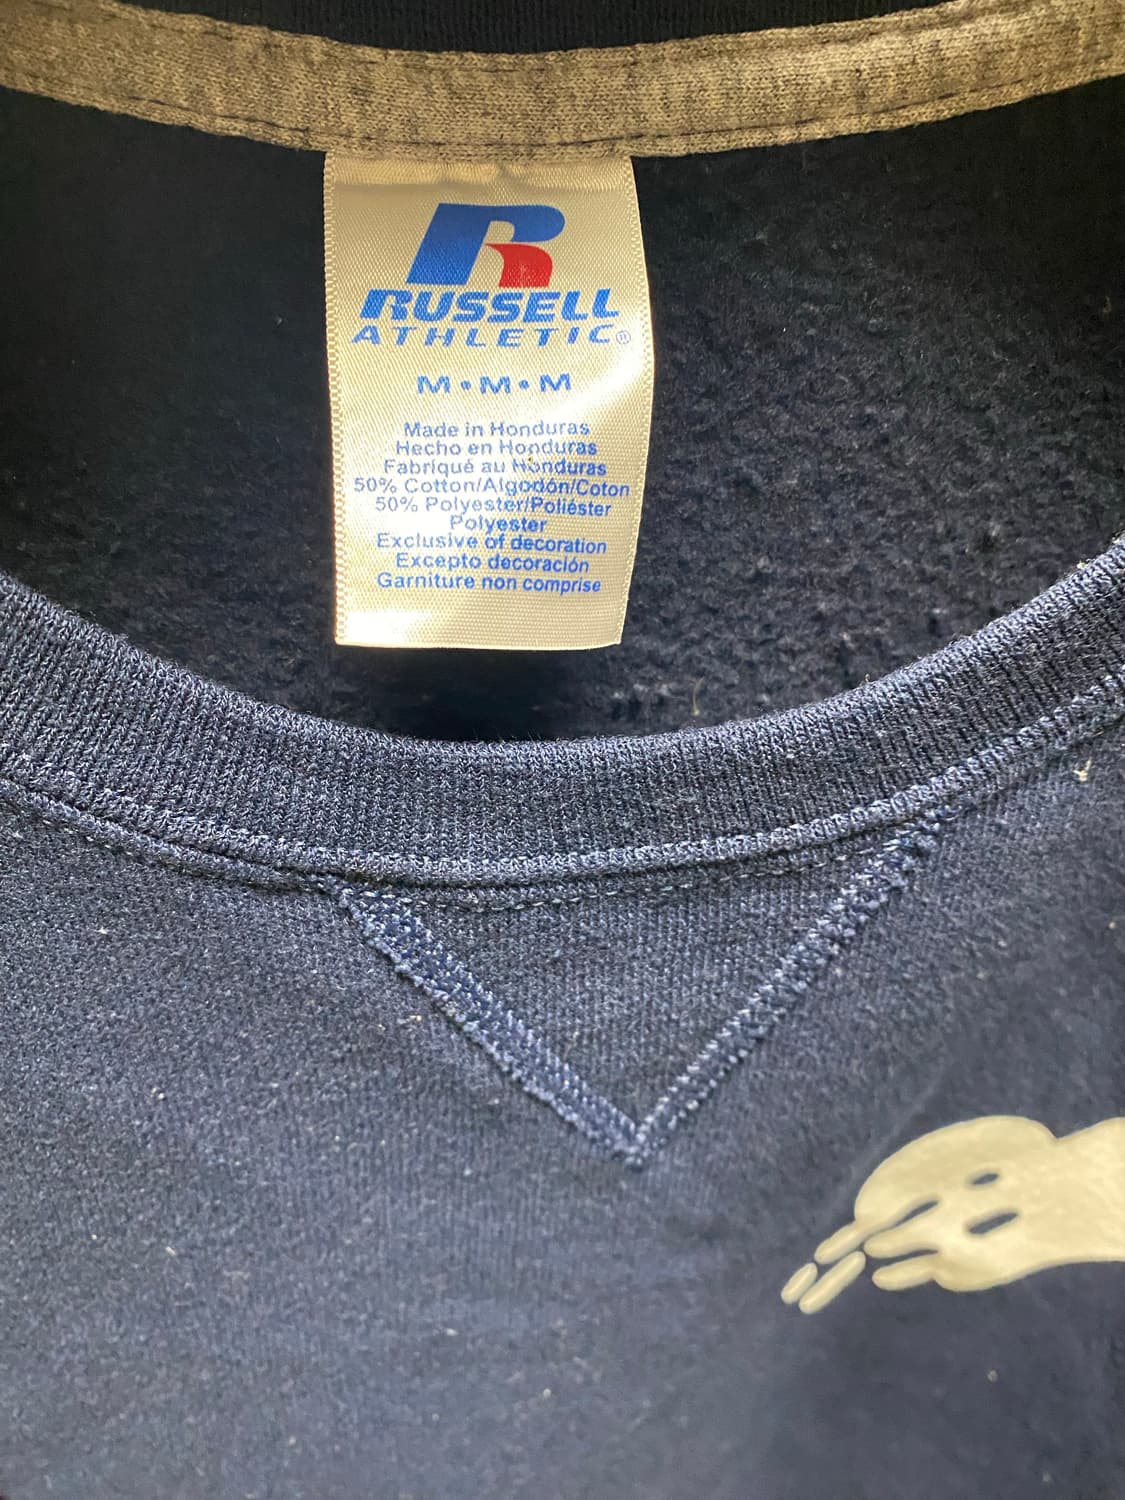 RUSSELL
ATHLETIC®
M • M • M
Made in Honduras
Hecho en Honduras
Fabriqué au Honduras
50% Cotton/Algodón/Coton
50% Polyester/Poliéster
Polyester
Exclusive of decoration
Excepto decoración
Garniture non comprise